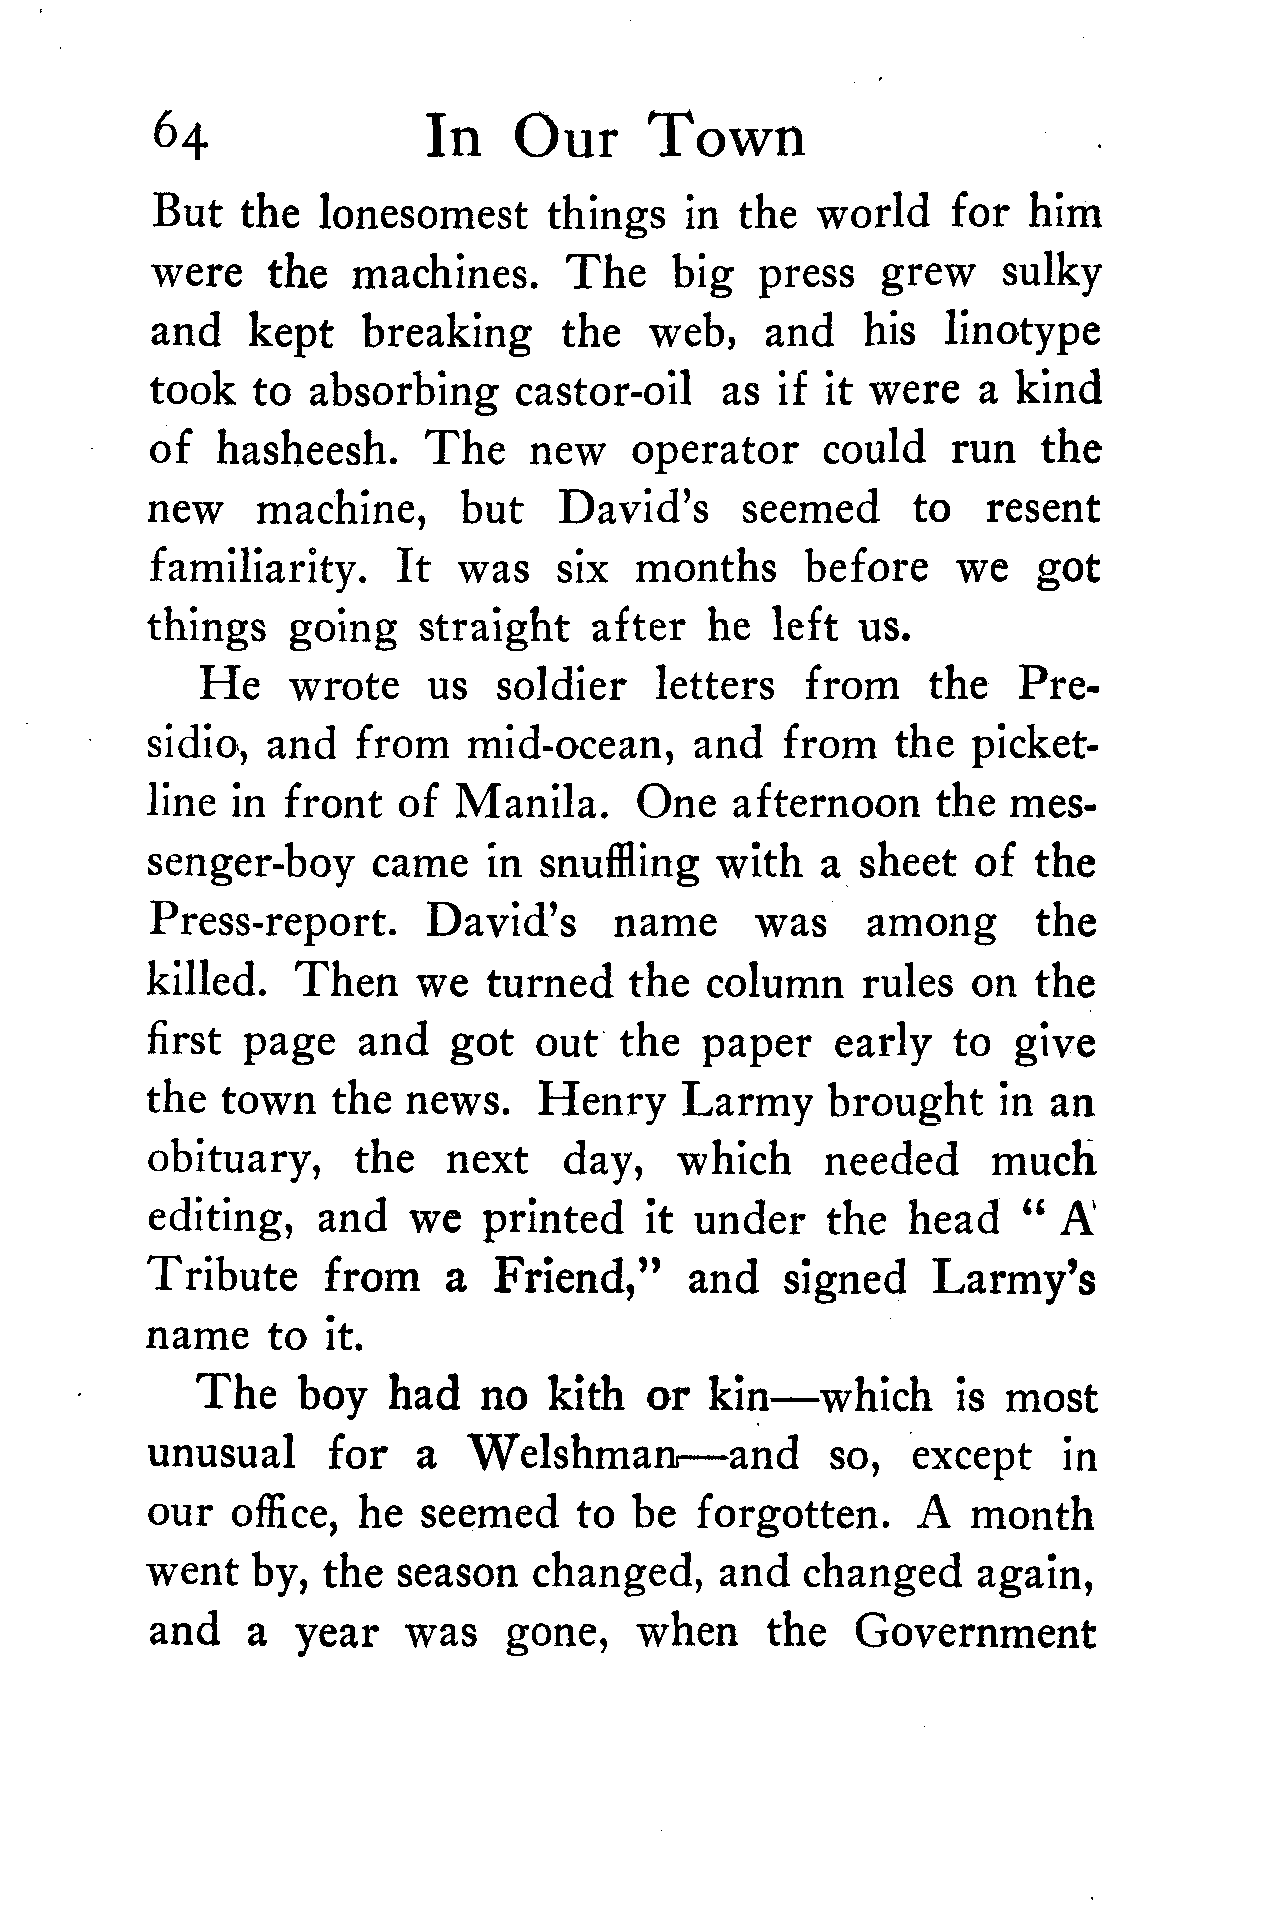 64 In Our Town
But the lonesomest things in the world for him
were the machines. The big press grew sulky
and kept breaking the web, and his linotype
took to absorbing castor-oil as if it were a kind
of hasheesh. The new operator could run the
new machine, but David's seemed to resent
familiarity. It was six months before we got
things going straight after he left us.
He wrote us soldier letters from the Pre-
sidio, and from mid-ocean, and from the picket-
line in front of Manila. One afternoon the mes-
senger-boy came in snuffling with a sheet of the
Press-report. David's name was among the
killed. Then we turned the column rules on the
first page and got out the paper early to give
the town the news. Henry Larmy brought in an
obituary, the next day, which needed much
editing, and we printed it under the head “ A
Tribute from a Friend,” and signed Larmy's
name to it.
The boy had no kith or kin—which is most
unusual for a Welshman—and so, except in
our office, he seemed to be forgotten. A month
went by, the season changed, and changed again,
and a year was gone, when the Government